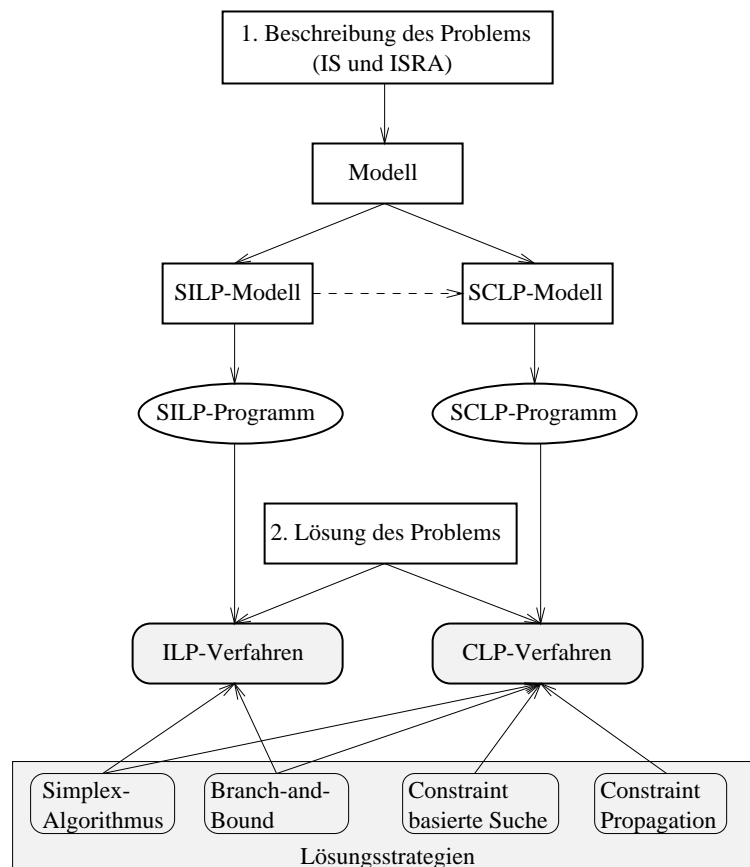 1. Beschreibung des Problems
(IS und ISRA)
Modell
SILP-Modell
SCLP-Modell
SILP-Programm
SCLP-Programm
2. Lösung des Problems
ILP-Verfahren
CLP-Verfahren
Simplex-
Algorithmus
Branch-and-
Bound
Constraint
basierte Suche
Constraint
Propagation
Lösungsstrategien